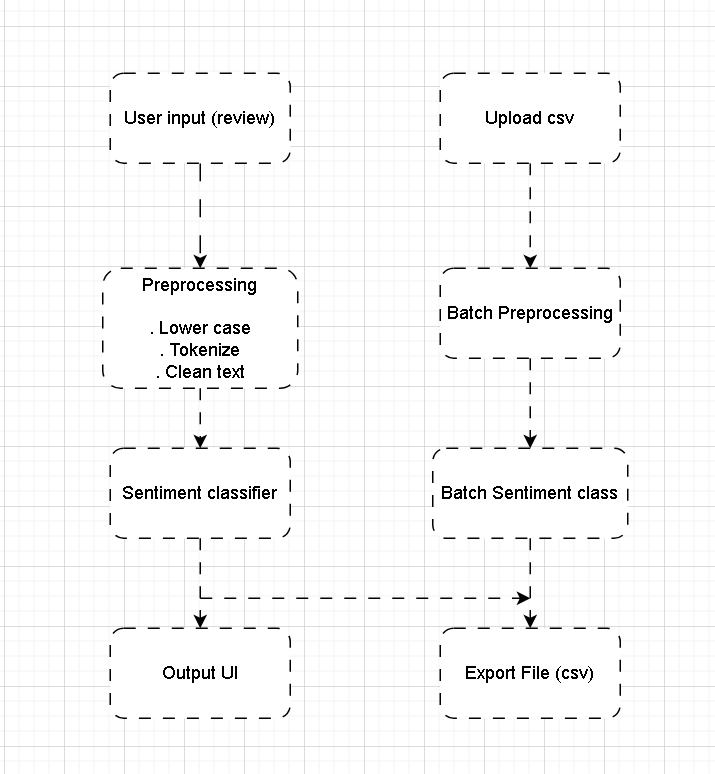 User input (review)
Upload csv
Preprocessing
. Lower case
. Tokenize
. Clean text
Batch Preprocessing
Sentiment classifier
Batch Sentiment class
Output UI
Export File (csv)